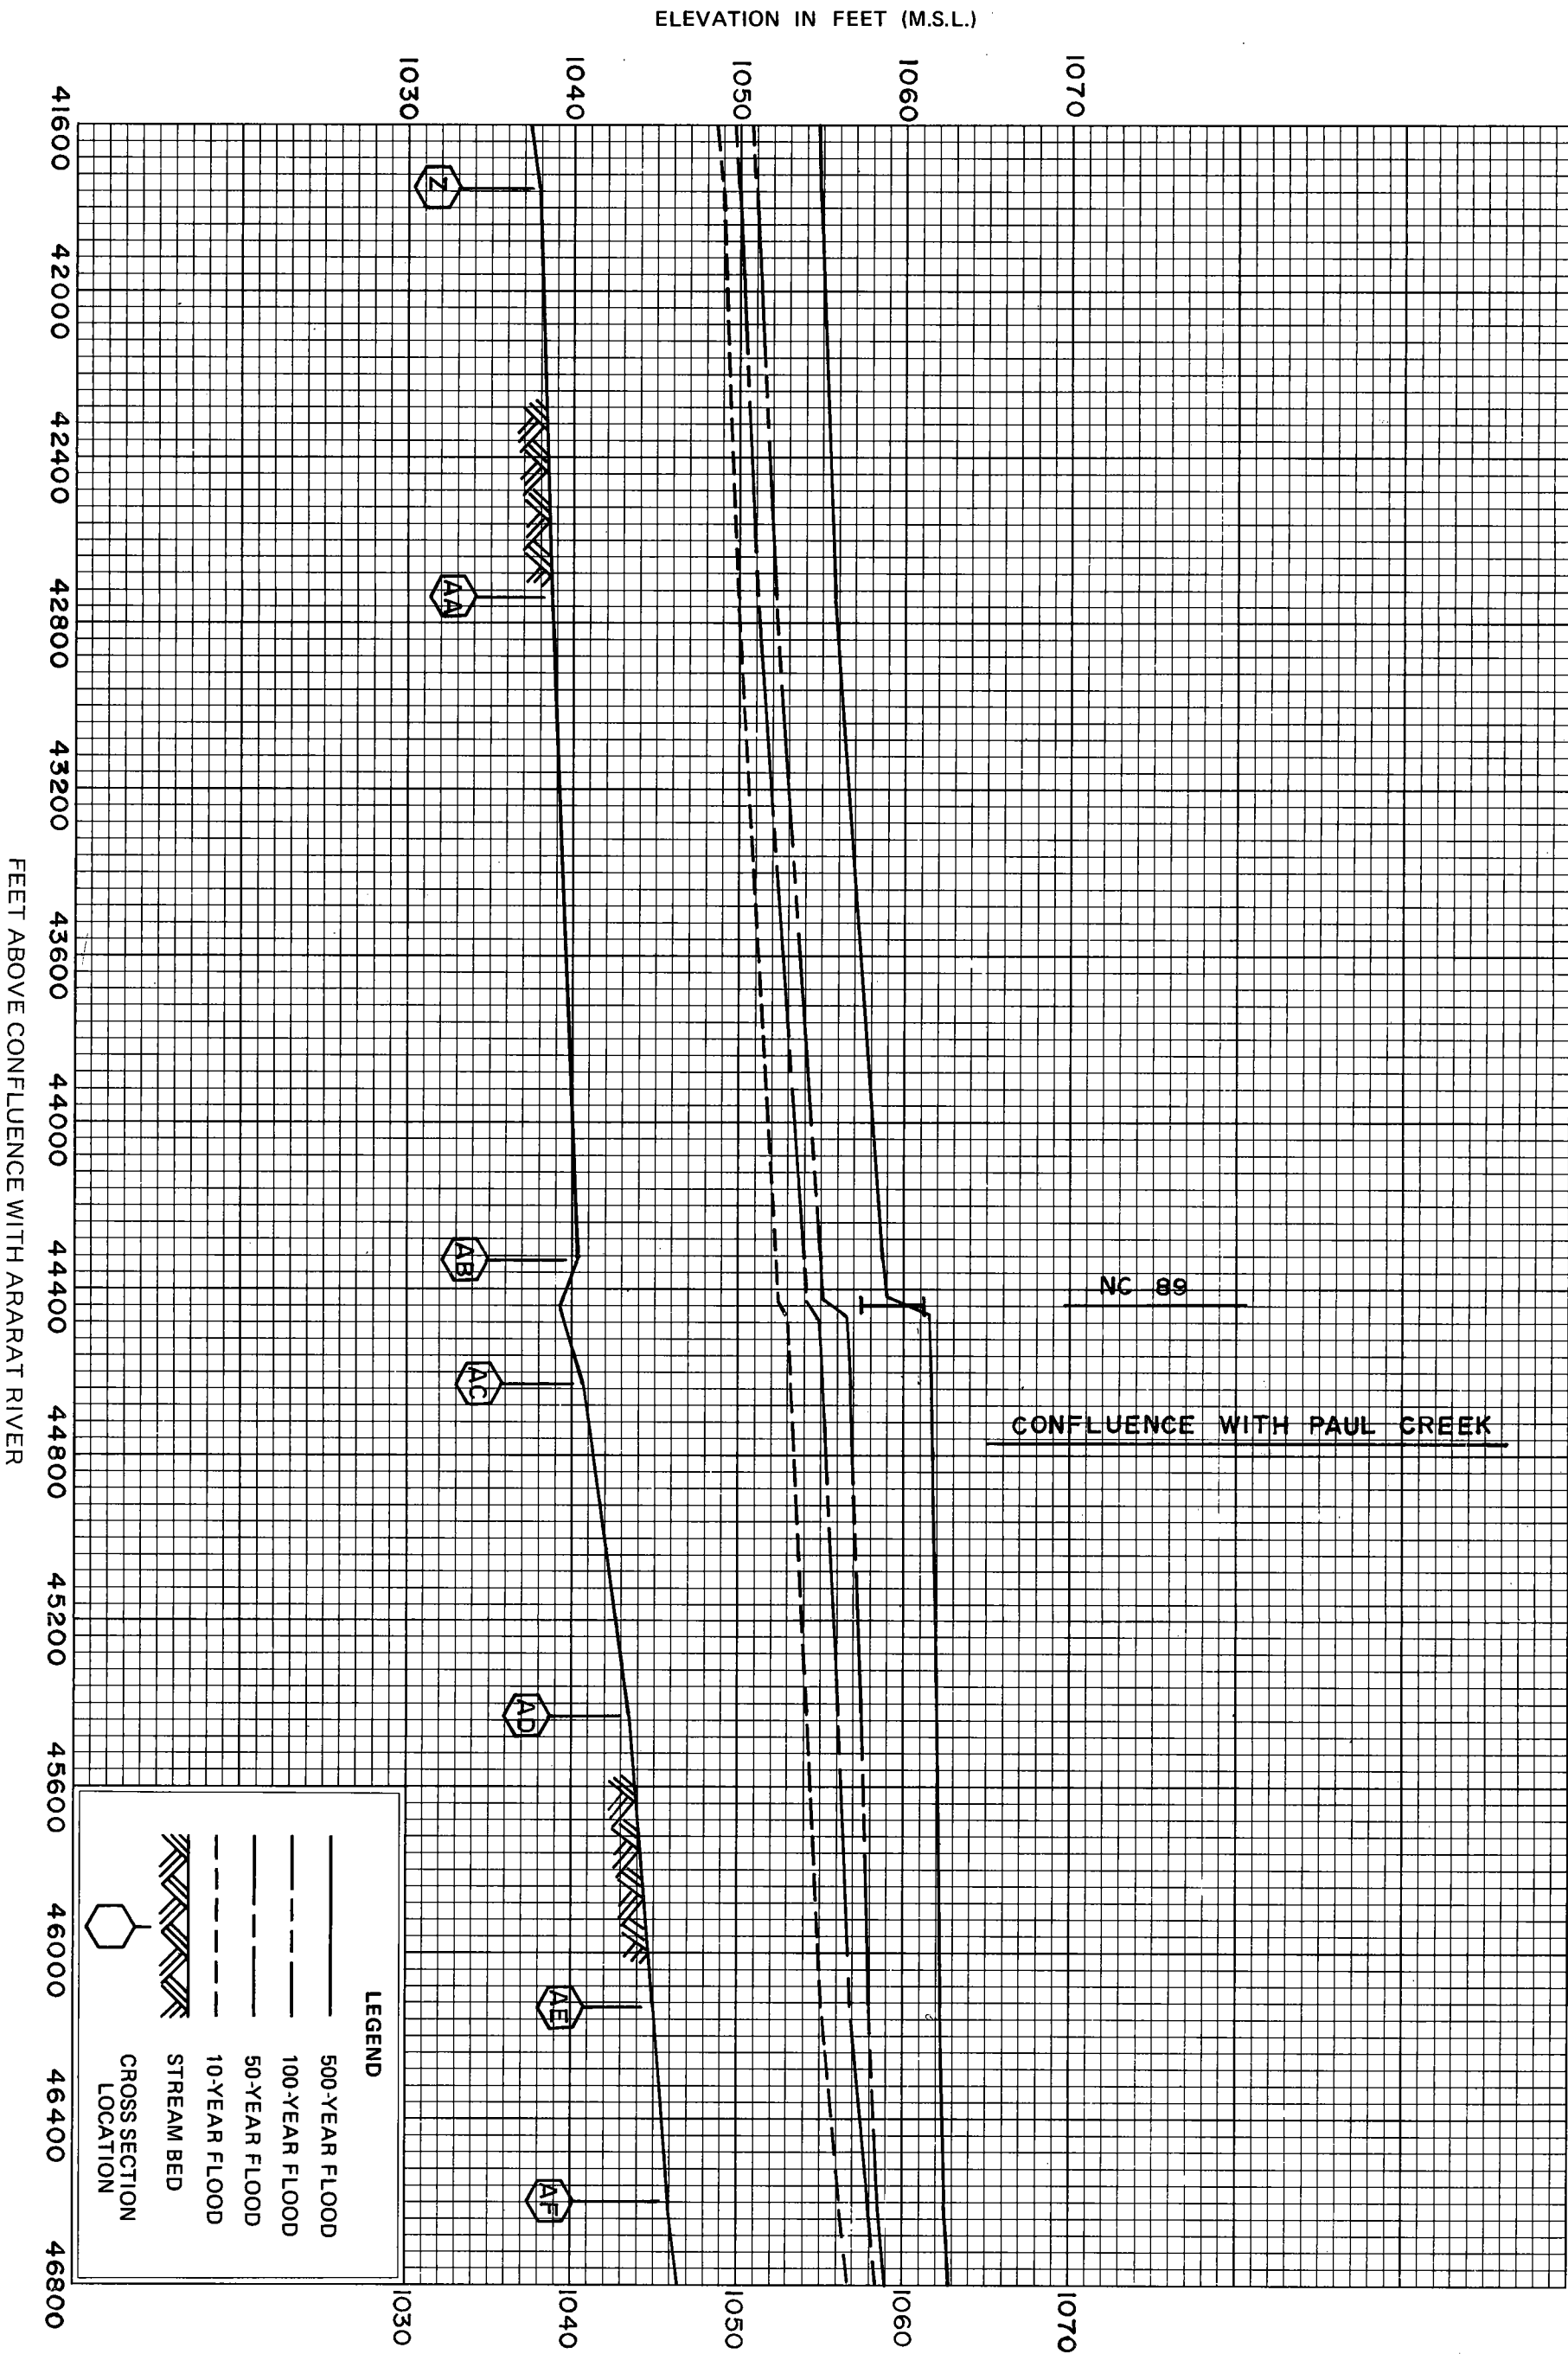 ELEVATION IN FEET (M.S.L.)
1070
1060
1050
1040
1030
1070
1060
1050
1040
1030
NC 89
CONFLUENCE WITH PAUL CREEK
Z
AA
AB
AC
AD
AE
AF
LEGEND
500-YEAR FLOOD
100-YEAR FLOOD
50-YEAR FLOOD
10-YEAR FLOOD
STREAM BED
CROSS SECTION
LOCATION
41600 42000 42400 42800 43200 43600 44000 44400 44800 45200 45600 46000 46400 46800
FEET ABOVE CONFLUENCE WITH ARARAT RIVER